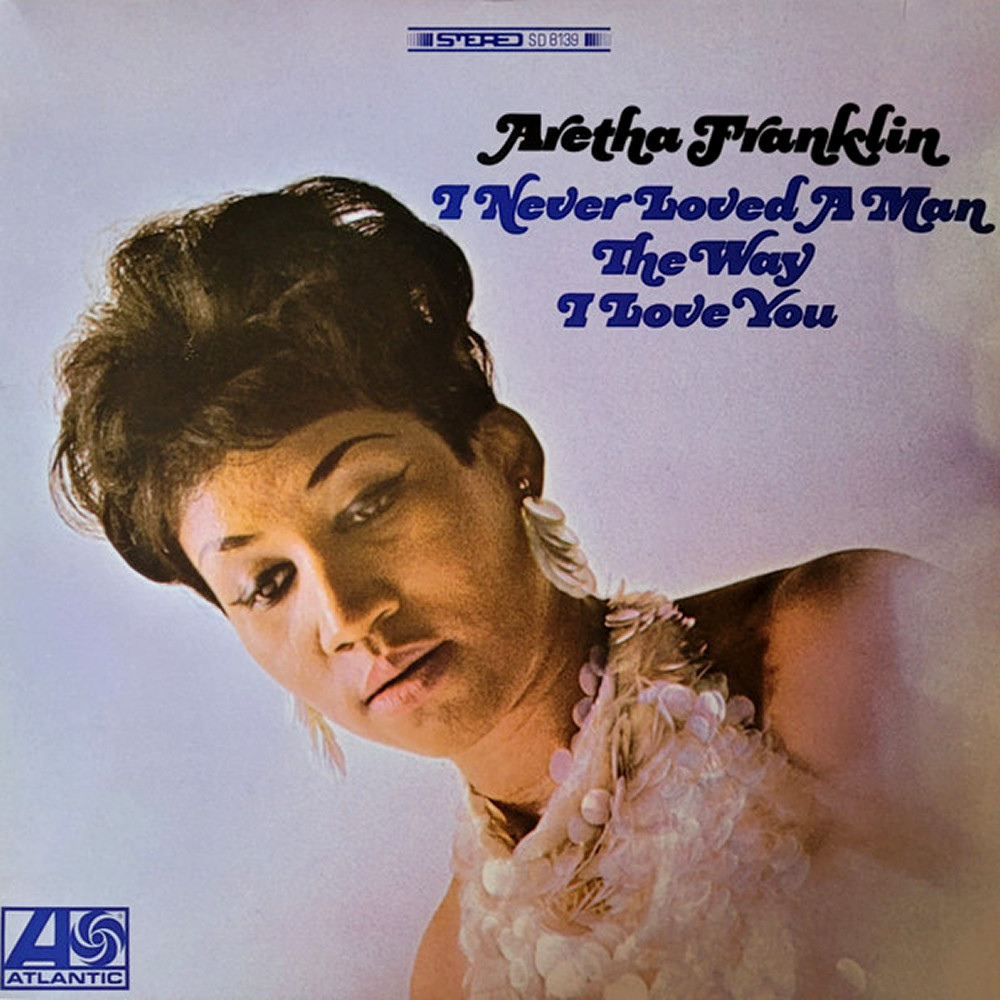 STEREO SD 8139
Aretha Franklin
I Never Loved A Man
The Way
I Love You
ATLANTIC